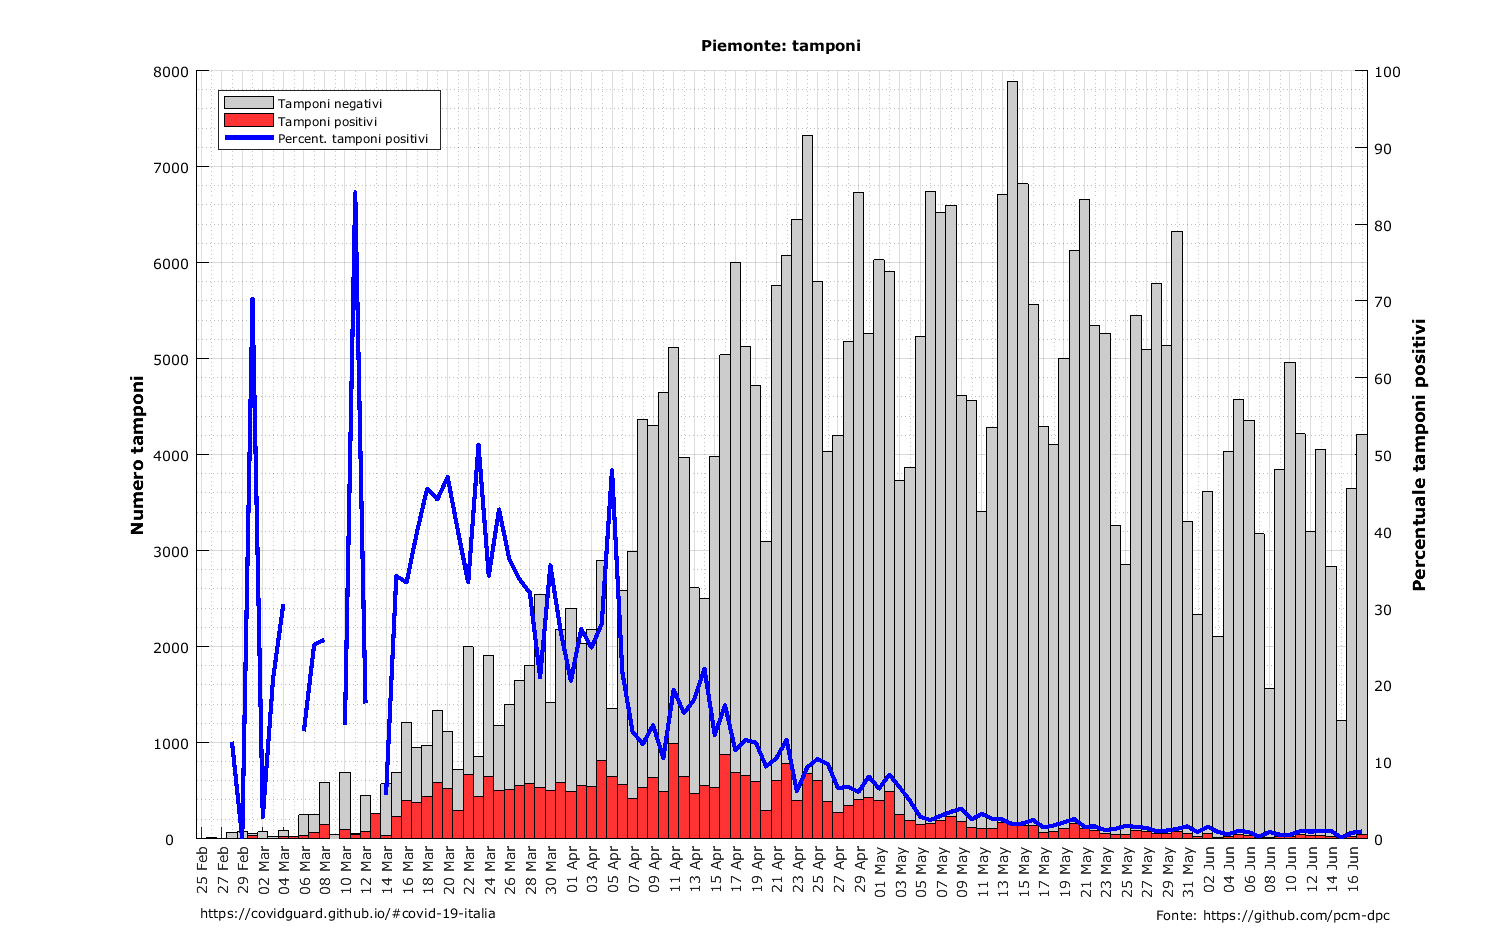 Piemonte: tamponi
8000
7000
6000
5000
4000
3000
2000
1000
0
Numero tamponi
Tamponi negativi
Tamponi positivi
Percent. tamponi positivi
100
90
80
70
60
50
40
30
20
10
0
Percentuale tamponi positivi
25 Feb
27 Feb
29 Feb
02 Mar
04 Mar
06 Mar
08 Mar
10 Mar
12 Mar
14 Mar
16 Mar
18 Mar
20 Mar
22 Mar
24 Mar
26 Mar
28 Mar
30 Mar
01 Apr
03 Apr
05 Apr
07 Apr
09 Apr
11 Apr
13 Apr
15 Apr
17 Apr
19 Apr
21 Apr
23 Apr
25 Apr
27 Apr
29 Apr
01 May
03 May
05 May
07 May
09 May
11 May
13 May
15 May
17 May
19 May
21 May
23 May
25 May
27 May
29 May
31 May
02 Jun
04 Jun
06 Jun
08 Jun
10 Jun
12 Jun
14 Jun
16 Jun
https://covidguard.github.io/#covid-19-italia
Fonte: https://github.com/pcm-dpc